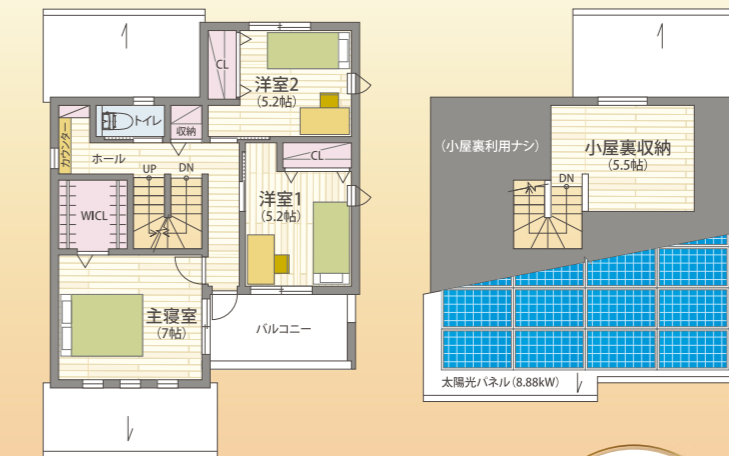 CL
洋室2
(5.2帖)
トイレ
収納
カウンター
ホール
UP
DN
CL
洋室1
(5.2帖)
WICL
主寝室
(7帖)
バルコニー
(小屋裏利用ナシ)
小屋裏収納
(5.5帖)
DN
太陽光パネル(8.88kW)